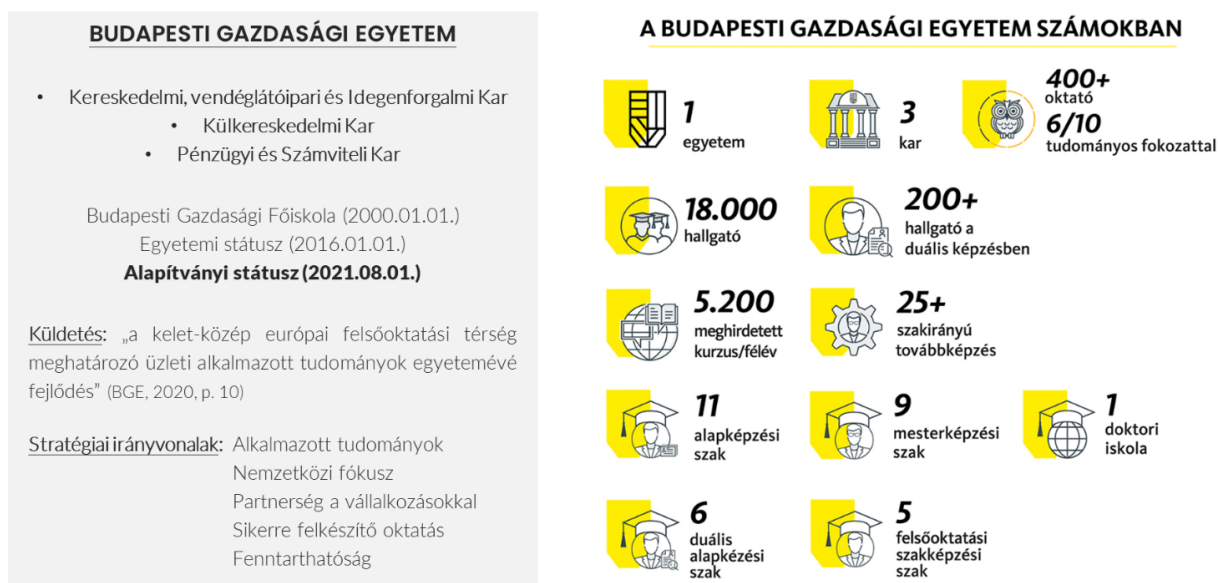 BUDAPESTI GAZDASÁGI EGYETEM
• Kereskedelmi, vendéglátóipari és Idegenforgalmi Kar
• Külkereskedelmi Kar
• Pénzügyi és Számviteli Kar
Budapesti Gazdasági Főiskola (2000.01.01.)
Egyetemi státusz (2016.01.01.)
Alapítványi státusz (2021.08.01.)
Küldetés: „a kelet-közép európai felsőoktatási térség
meghatározó üzleti alkalmazott tudományok egyetemévé
fejlődés” (BGE, 2020, p. 10)
Stratégiai irányvonalak: Alkalmazott tudományok
Nemzetközi fókusz
Partnerség a vállalkozásokkal
Sikerre felkészítő oktatás
Fenntarthatóság
A BUDAPESTI GAZDASÁGI EGYETEM SZÁMOKBAN
1
egyetem
3
kar
400+
oktató
6/10
tudományos fokozattal
18.000
hallgató
200+
hallgató a
duális képzésben
5.200
meghirdetett
kurzus/félév
25+
szakirányú
továbbképzés
11
alapképzési
szak
9
mesterképzési
szak
1
doktori
iskola
6
duális
alapkézési
szak
5
felsőoktatási
szakképzési
szak